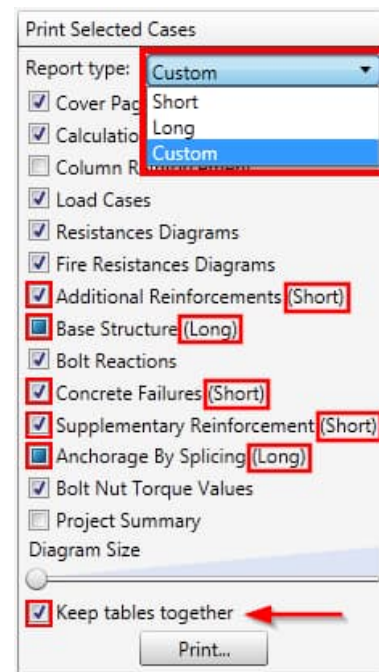 Print Selected Cases
Report type: Custom
Cover Pag
Short
Calculatio
Long
Custom
Column R
Load Cases
Resistances Diagrams
Fire Resistances Diagrams
Additional Reinforcements (Short)
Base Structure (Long)
Bolt Reactions
Concrete Failures (Short)
Supplementary Reinforcement (Short)
Anchorage By Splicing (Long)
Bolt Nut Torque Values
Project Summary
Diagram Size
Keep tables together
Print...